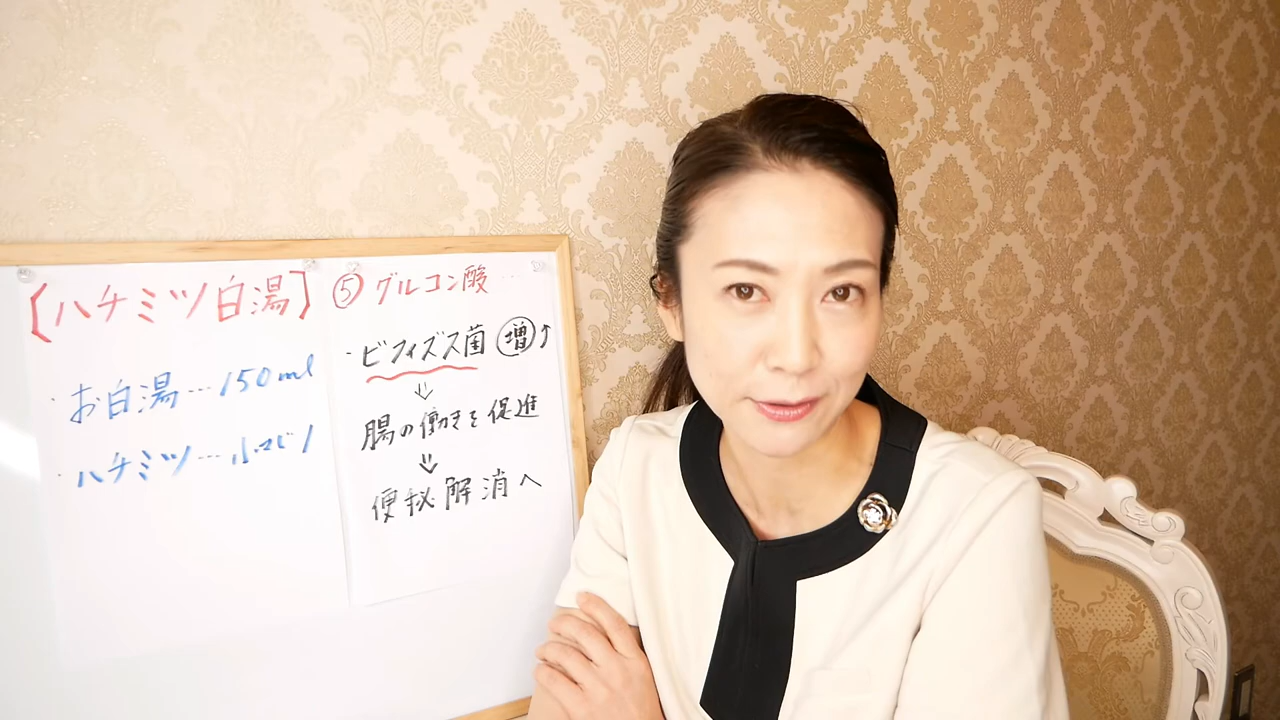 【ハチミツ白湯】
・お白湯…150ml
・ハチミツ…小さじ1
⑤グルコン酸…
・ビフィズス菌 増↑
⇓
腸の働きを促進
⇓
便秘解消へ